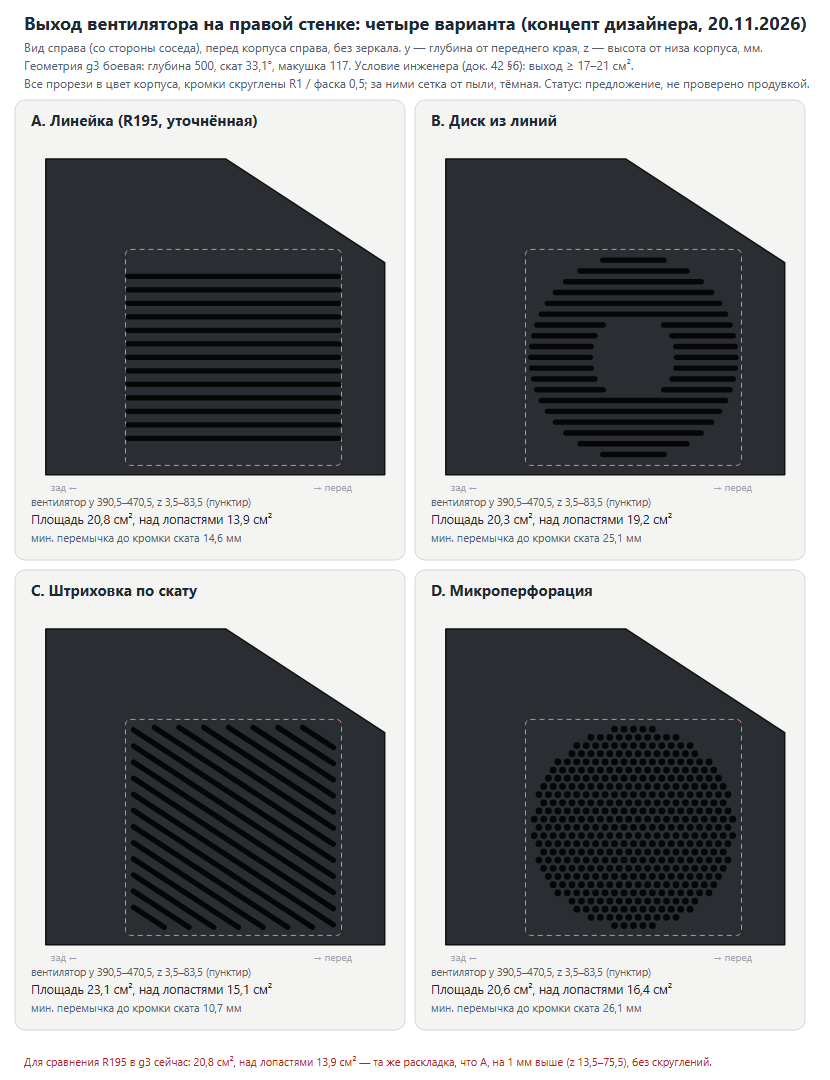 Выход вентилятора на правой стенке: четыре варианта (концепт дизайнера, 20.11.2026)
Вид справа (со стороны соседа), перед корпуса справа, без зеркала. y — глубина от переднего края, z — высота от низа корпуса, мм.
Геометрия g3 боевая: глубина 500, скат 33,1°, макушка 117. Условие инженера (док. 42 §6): выход ≥ 17–21 см².
Все прорези в цвет корпуса, кромки скруглены R1 / фаска 0,5; за ними сетка от пыли, тёмная. Статус: предложение, не проверено продувкой.
A. Линейка (R195, уточнённая)
зад ←
→ перед
вентилятор y 390,5–470,5, z 3,5–83,5 (пунктир)
Площадь 20,8 см², над лопастями 13,9 см²
мин. перемычка до кромки ската 14,6 мм
B. Диск из линий
зад ←
→ перед
вентилятор y 390,5–470,5, z 3,5–83,5 (пунктир)
Площадь 20,3 см², над лопастями 19,2 см²
мин. перемычка до кромки ската 25,1 мм
C. Штриховка по скату
зад ←
→ перед
вентилятор y 390,5–470,5, z 3,5–83,5 (пунктир)
Площадь 23,1 см², над лопастями 15,1 см²
мин. перемычка до кромки ската 10,7 мм
D. Микроперфорация
зад ←
→ перед
вентилятор y 390,5–470,5, z 3,5–83,5 (пунктир)
Площадь 20,6 см², над лопастями 16,4 см²
мин. перемычка до кромки ската 26,1 мм
Для сравнения R195 в g3 сейчас: 20,8 см², над лопастями 13,9 см² — та же раскладка, что A, на 1 мм выше (z 13,5–75,5), без скруглений.